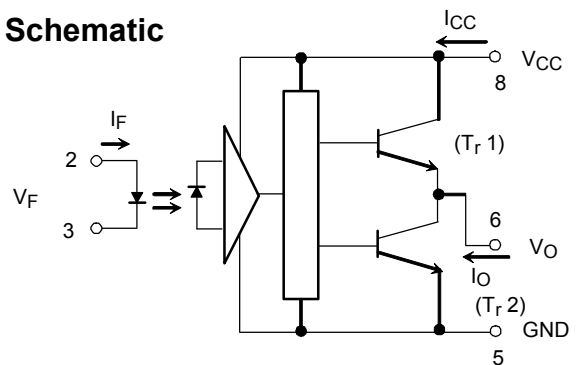 Schematic
ICC
VCC
8
IF
2
(Tr 1)
VF
3
6
VO
IO
(Tr 2)
GND
5